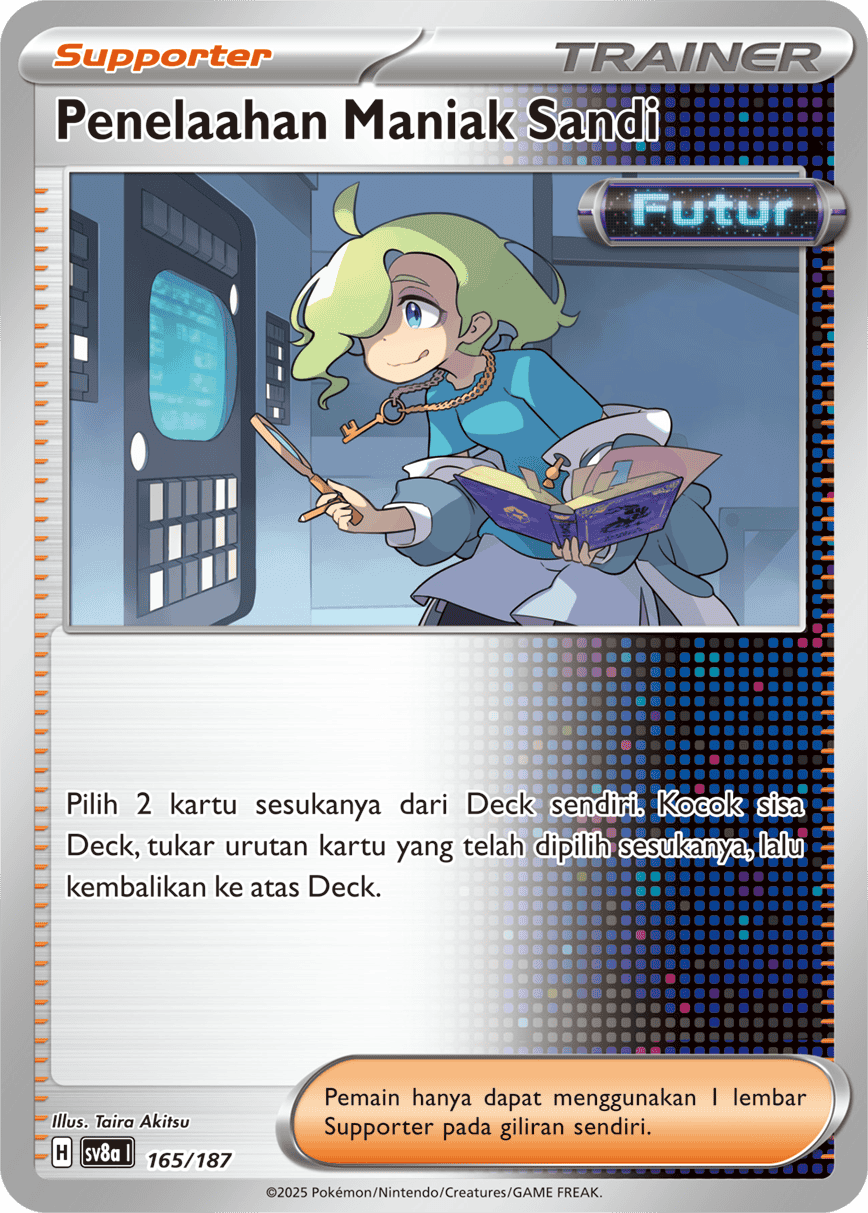 Supporter
TRAINER
Penelaahan Maniak Sandi
Futur
Pilih 2 kartu sesukanya dari Deck sendiri. Kocok sisa
Deck, tukar urutan kartu yang telah dipilih sesukanya, lalu
kembalikan ke atas Deck.
Pemain hanya dapat menggunakan 1 lembar
Supporter pada giliran sendiri.
Illus. Taira Akitsu
H sv8a I 165/187
©2025 Pokémon/Nintendo/Creatures/GAME FREAK.